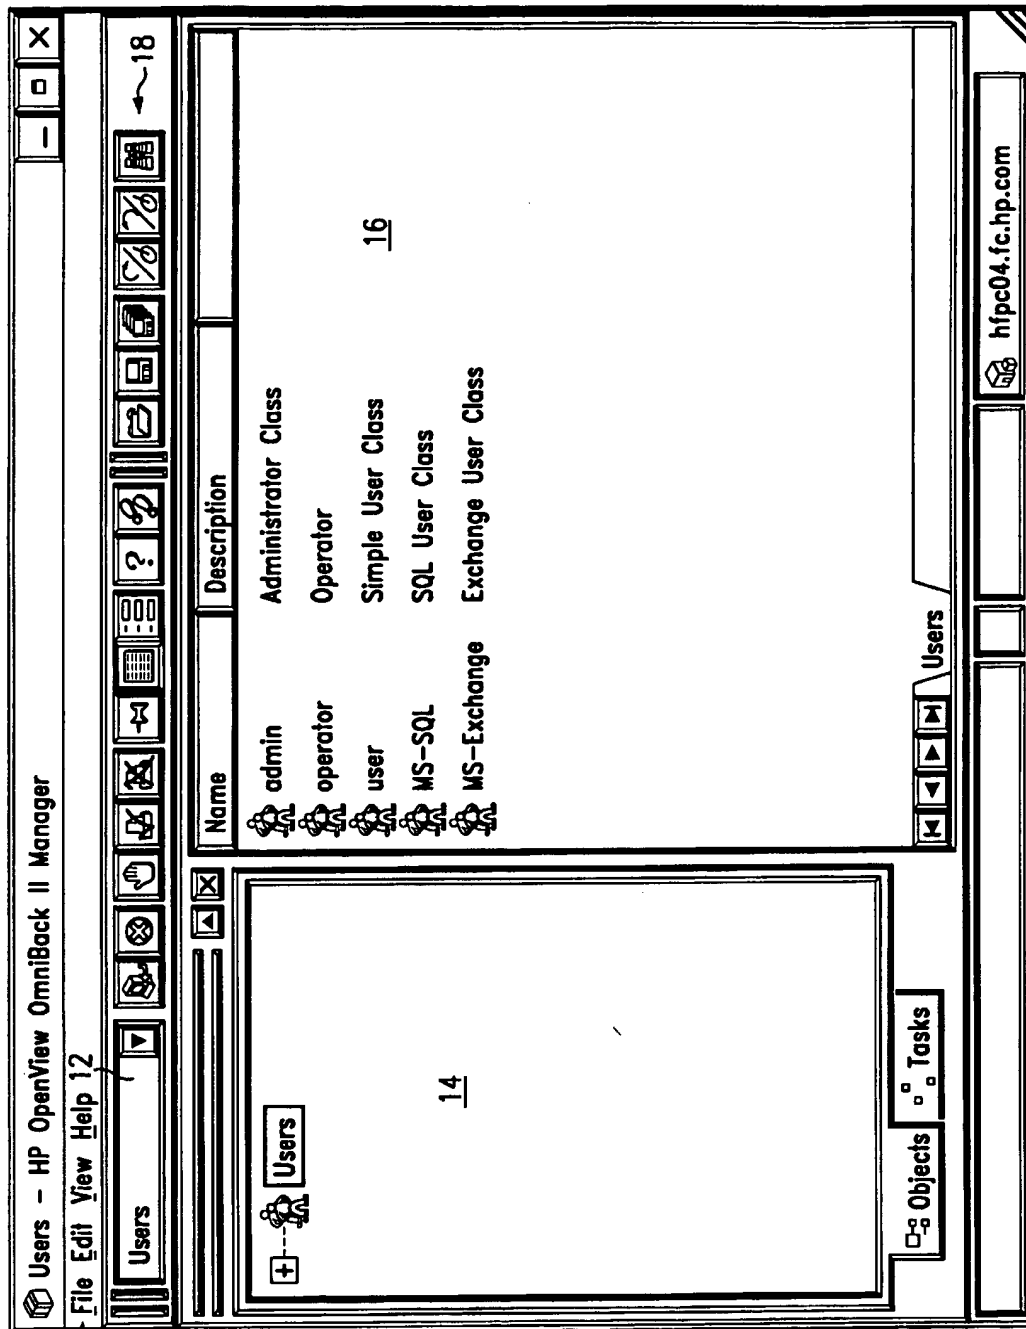 Users - HP OpenView OmniBack II Manager
File Edit View Help 12
Users
18
Name Description
admin Administrator Class
operator Operator
user Simple User Class
MS-SQL SQL User Class
MS-Exchange Exchange User Class
16
Users
14
Objects Tasks
Users
hfpc04.fc.hp.com